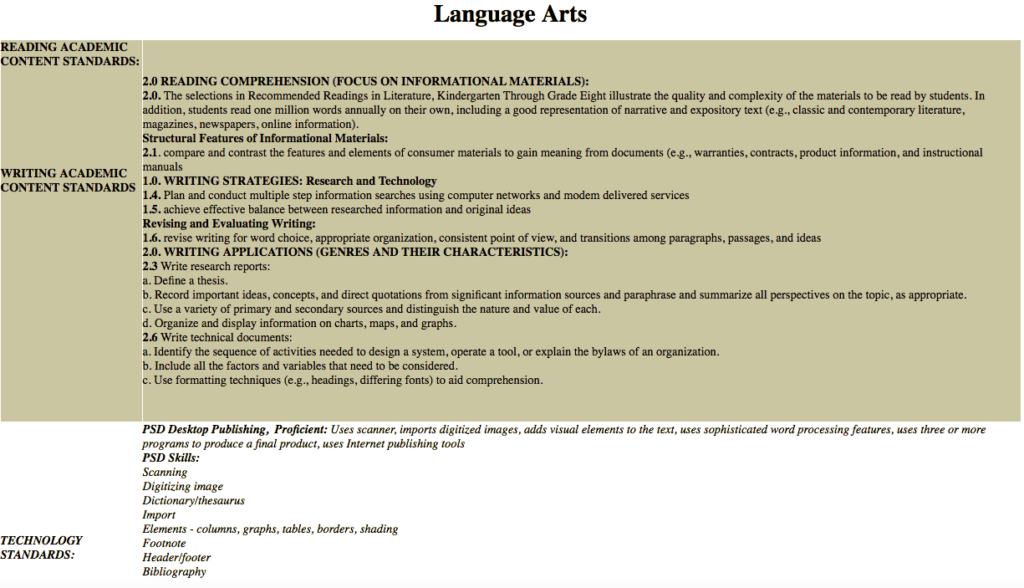 Language Arts
READING ACADEMIC
CONTENT STANDARDS:
2.0 READING COMPREHENSION (FOCUS ON INFORMATIONAL MATERIALS):
2.0. The selections in Recommended Readings in Literature, Kindergarten Through Grade Eight illustrate the quality and complexity of the materials to be read by students. In
addition, students read one million words annually on their own, including a good representation of narrative and expository text (e.g., classic and contemporary literature,
magazines, newspapers, online information).
Structural Features of Informational Materials:
2.1. compare and contrast the features and elements of consumer materials to gain meaning from documents (e.g., warranties, contracts, product information, and instructional
manuals
WRITING ACADEMIC
CONTENT STANDARDS
1.0. WRITING STRATEGIES: Research and Technology
1.4. Plan and conduct multiple step information searches using computer networks and modem delivered services
1.5. achieve effective balance between researched information and original ideas
Revising and Evaluating Writing:
1.6. revise writing for word choice, appropriate organization, consistent point of view, and transitions among paragraphs, passages, and ideas
2.0. WRITING APPLICATIONS (GENRES AND THEIR CHARACTERISTICS):
2.3 Write research reports:
a. Define a thesis.
b. Record important ideas, concepts, and direct quotations from significant information sources and paraphrase and summarize all perspectives on the topic, as appropriate.
c. Use a variety of primary and secondary sources and distinguish the nature and value of each.
d. Organize and display information on charts, maps, and graphs.
2.6 Write technical documents:
a. Identify the sequence of activities needed to design a system, operate a tool, or explain the bylaws of an organization.
b. Include all the factors and variables that need to be considered.
c. Use formatting techniques (e.g., headings, differing fonts) to aid comprehension.
PSD Desktop Publishing, Proficient: Uses scanner, imports digitized images, adds visual elements to the text, uses sophisticated word processing features, uses three or more
programs to produce a final product, uses Internet publishing tools
PSD Skills:
Scanning
Digitizing image
Dictionary/thesaurus
Import
Elements - columns, graphs, tables, borders, shading
TECHNOLOGY
STANDARDS:
Footnote
Header/footer
Bibliography